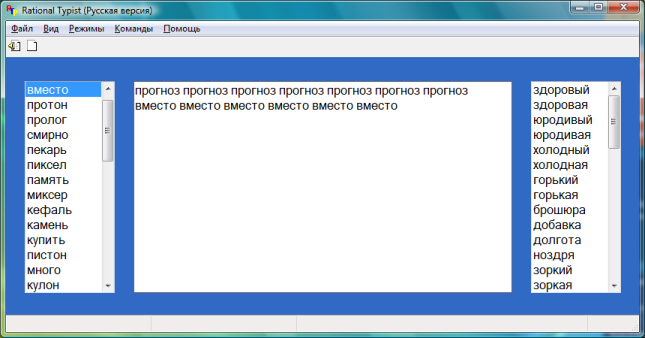 Rational Typist (Русская версия)
Файл Вид Режимы Команды Помощь
вместо
протон
пролог
смирно
пекарь
пиксел
память
миксер
кефаль
камень
купить
пистон
много
кулон
прогноз прогноз прогноз прогноз прогноз прогноз прогноз
вместо вместо вместо вместо вместо вместо
здоровый
здоровая
юродивый
юродивая
холодный
холодная
горький
горькая
брошюра
добавка
долгота
ноздря
зоркий
зоркая